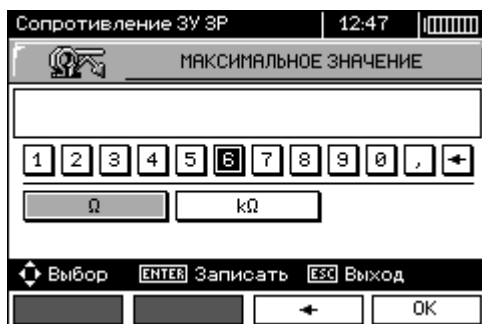 Сопротивление ЗУ 3P 12:47
МАКСИМАЛЬНОЕ ЗНАЧЕНИЕ
1 2 3 4 5 6 7 8 9 0 ,
Ω kΩ
Выбор ENTER Записать ESC Выход
OK